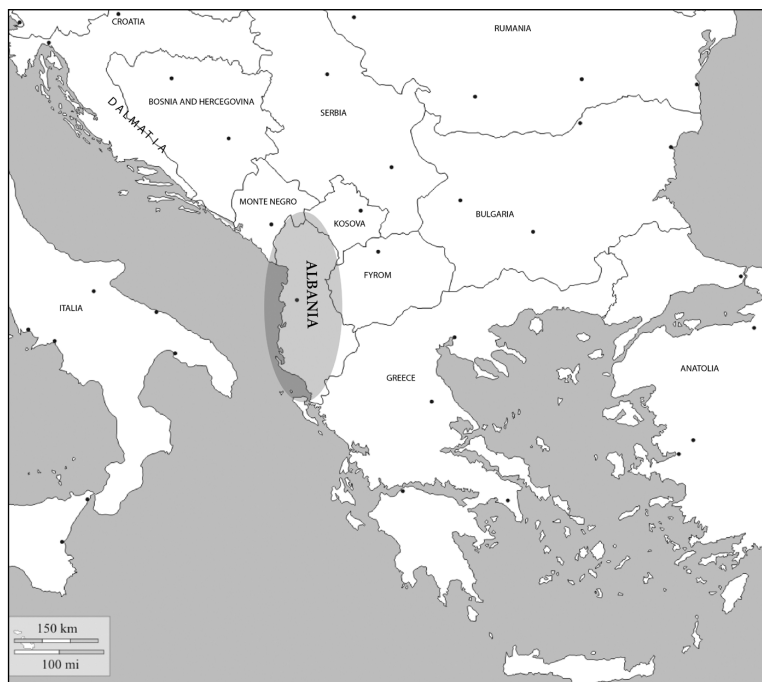 CROATIA
RUMANIA
BOSNIA AND HERCEGOVINA
DALMATIA
SERBIA
MONTE NEGRO
KOSOVA
BULGARIA
ALBANIA
FYROM
ITALIA
GREECE
ANATOLIA
150 km
100 mi